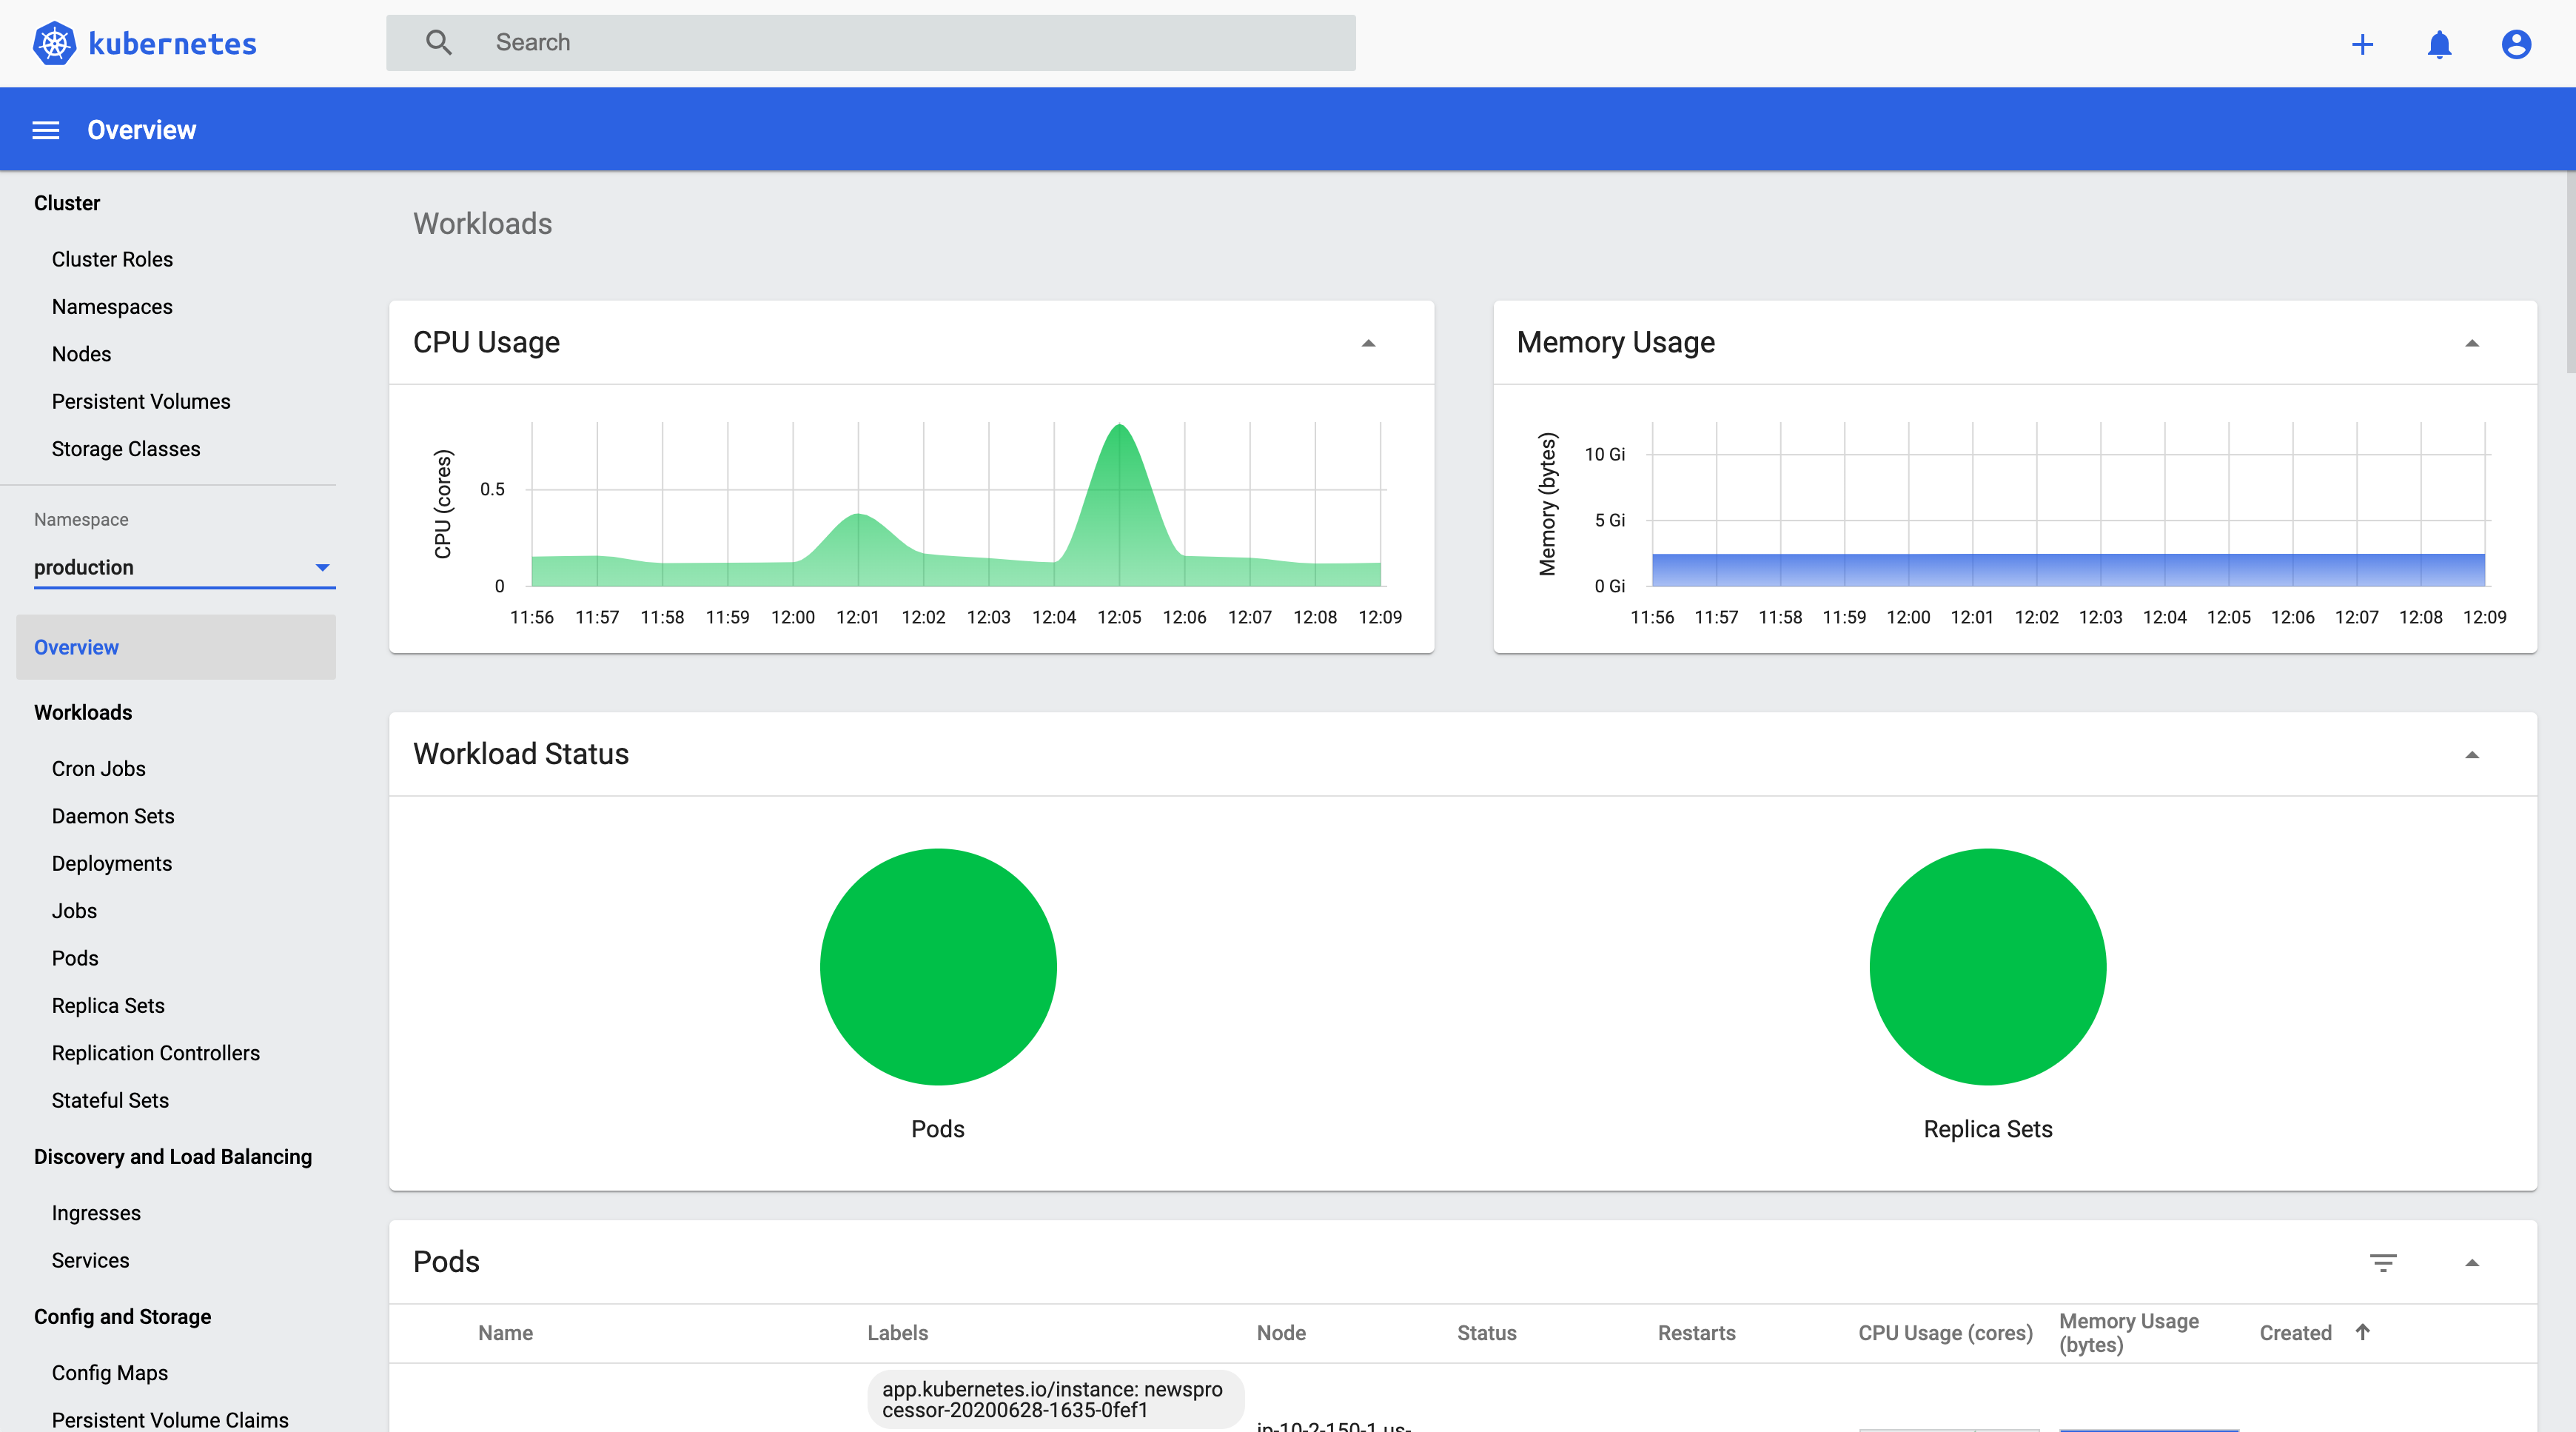 kubernetes
Search
Overview
Cluster
Cluster Roles
Namespaces
Nodes
Persistent Volumes
Storage Classes
Namespace
production
Overview
Workloads
Cron Jobs
Daemon Sets
Deployments
Jobs
Pods
Replica Sets
Replication Controllers
Stateful Sets
Discovery and Load Balancing
Ingresses
Services
Config and Storage
Config Maps
Persistent Volume Claims
Workloads
CPU Usage
CPU (cores)
0.5
0
11:56 11:57 11:58 11:59 12:00 12:01 12:02 12:03 12:04 12:05 12:06 12:07 12:08 12:09
Memory Usage
Memory (bytes)
10 Gi
5 Gi
0 Gi
11:56 11:57 11:58 11:59 12:00 12:01 12:02 12:03 12:04 12:05 12:06 12:07 12:08 12:09
Workload Status
Pods
Replica Sets
Pods
Name Labels Node Status Restarts CPU Usage (cores) Memory Usage
(bytes) Created
app.kubernetes.io/instance: newspro
cessor-20200628-1635-0fef1
ip-10-2-150-1.us-